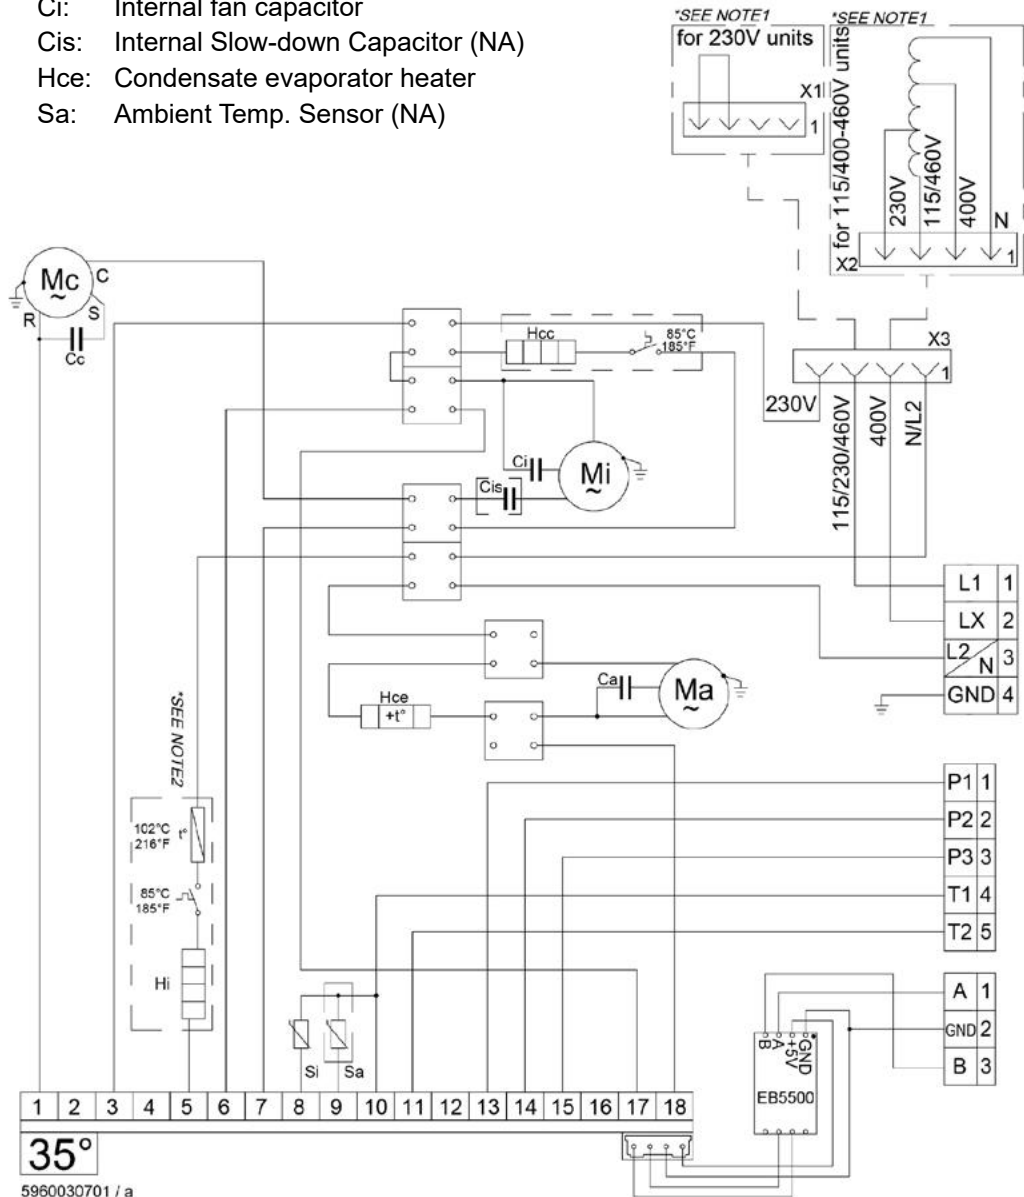 Ci: Internal fan capacitor
Cis: Internal Slow-down Capacitor (NA)
Hce: Condensate evaporator heater
Sa: Ambient Temp. Sensor (NA)
*SEE NOTE1
for 230V units
X1
1
*SEE NOTE1
for 115/400-460V units
230V
115/460V
400V
N
X2
1
Mc
~
C
S
R
Cc
Hcc
85°C
185°F
X3
1
230V
115/230/460V
400V
N/L2
Ci
Mi
~
Cis
L1 1
LX 2
L2/N 3
GND 4
Ca
Ma
~
Hce
+t°
*SEE NOTE2
102°C
216°F
t°
85°C
185°F
Hi
P1 1
P2 2
P3 3
T1 4
T2 5
A 1
GND 2
B 3
Si
Sa
B
A
+5V
GND
EB5500
1 2 3 4 5 6 7 8 9 10 11 12 13 14 15 16 17 18
35°
5960030701 / a